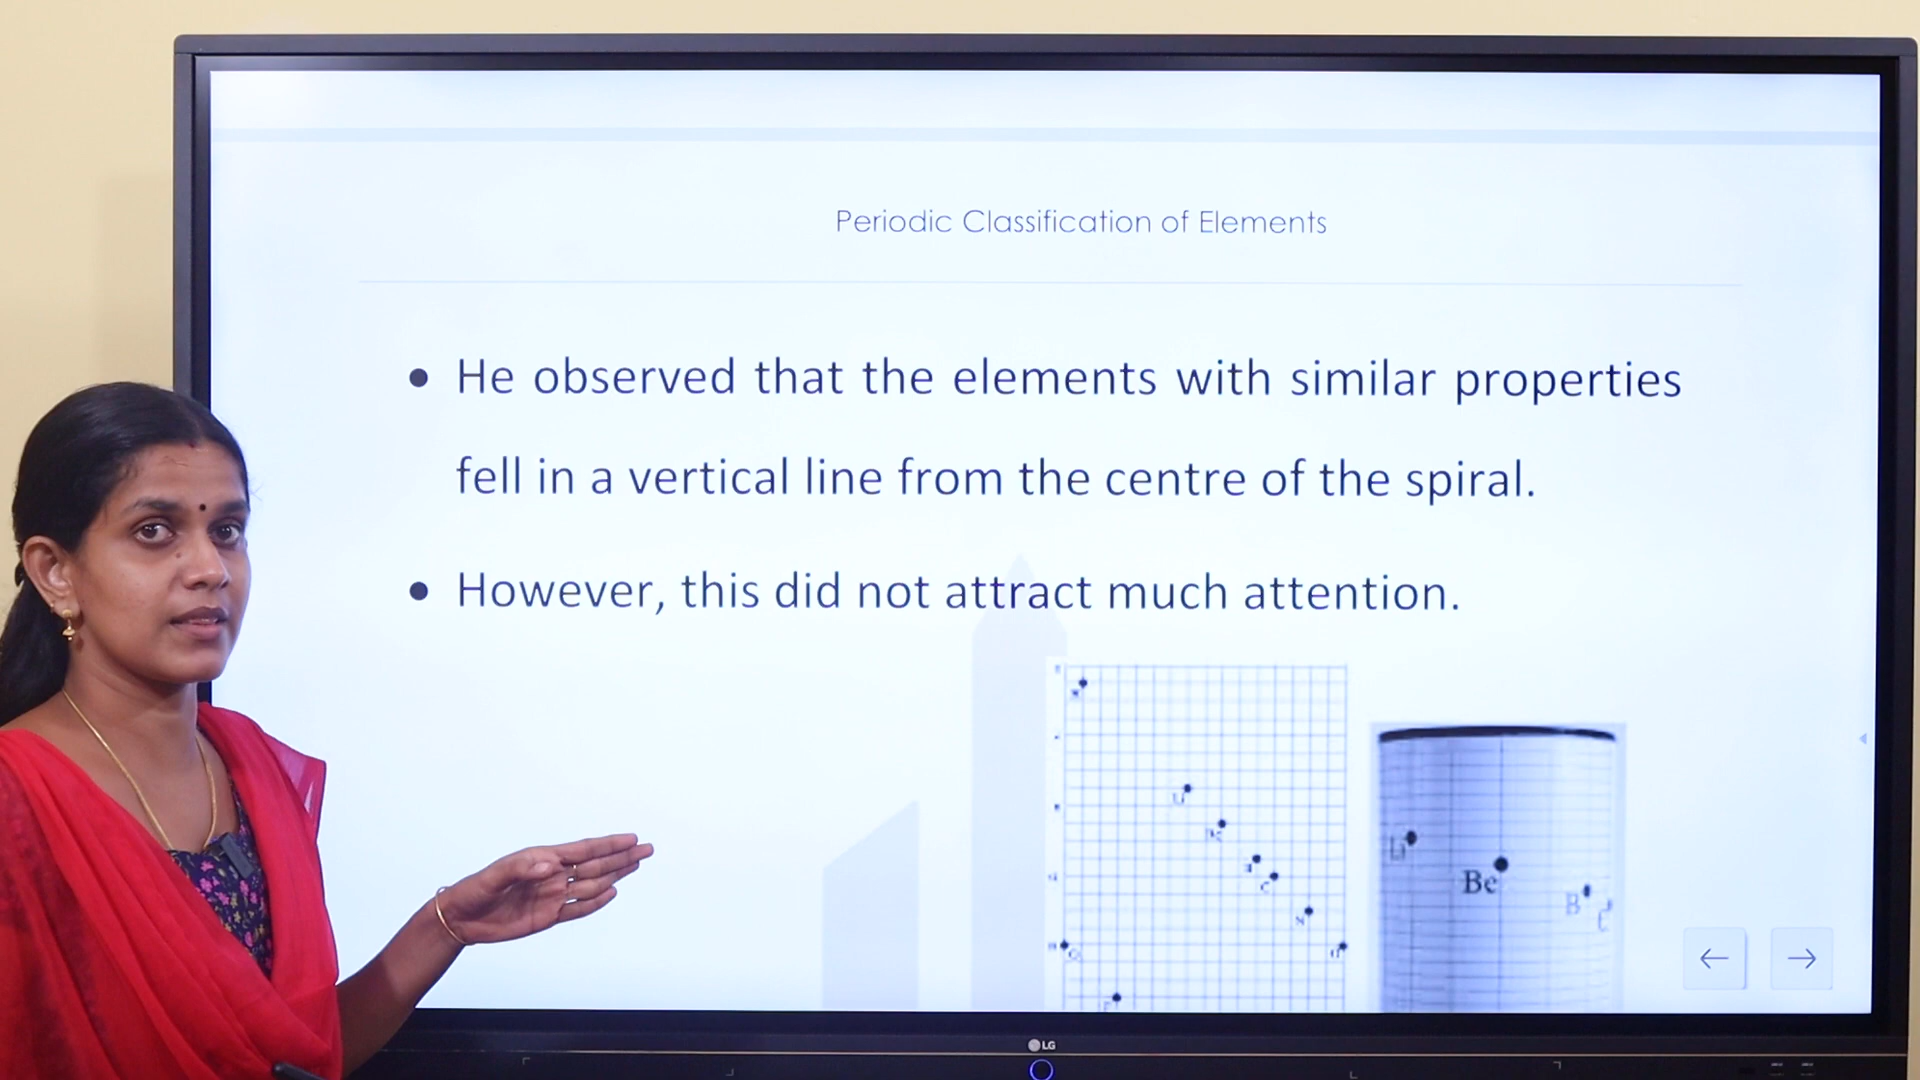 Periodic Classification of Elements
• He observed that the elements with similar properties
fell in a vertical line from the centre of the spiral.
• However, this did not attract much attention.
Be
B
C
LG